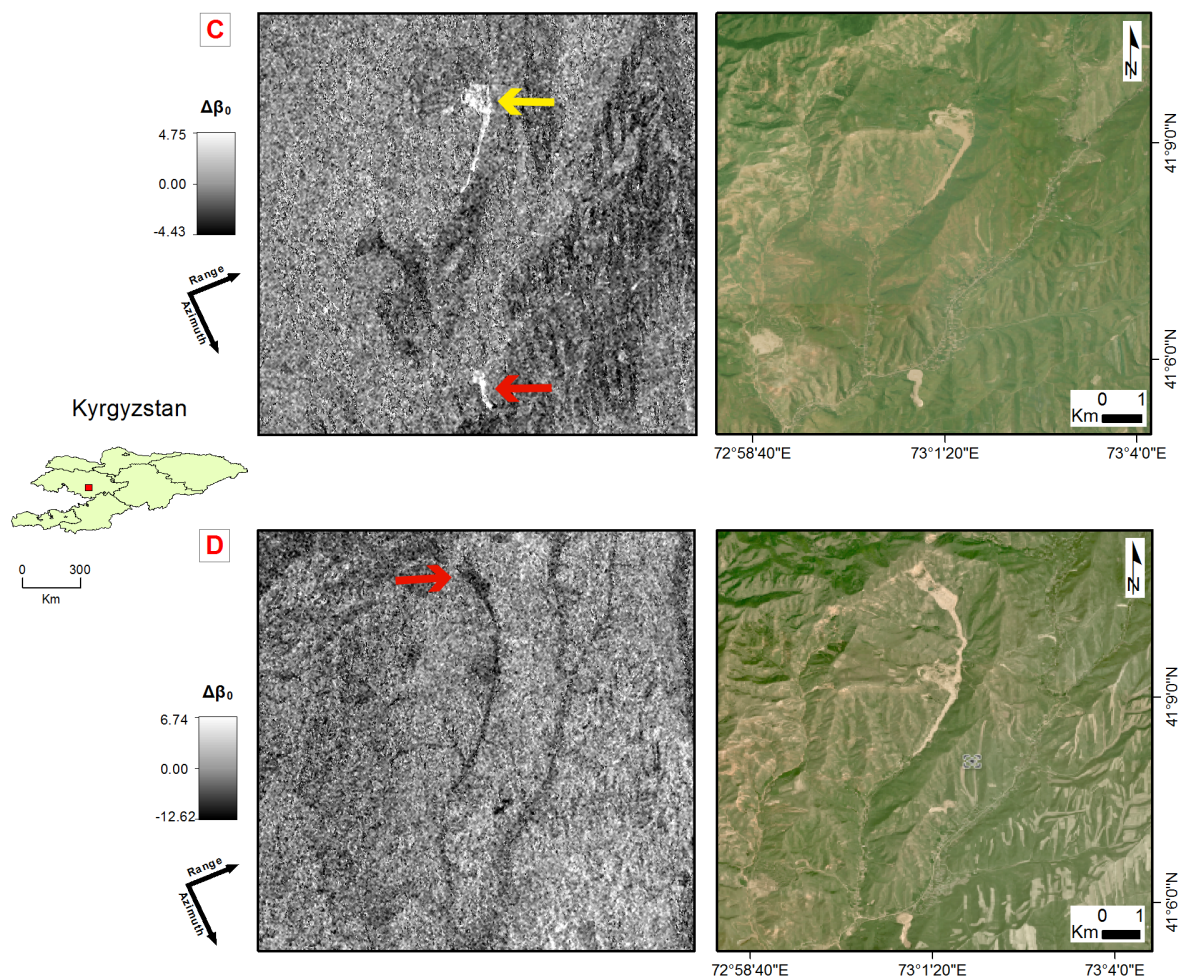 C
Δβ₀
4.75
0.00
-4.43
Range
Azimuth
N
41°9'0"N
41°6'0"N
0 1
Km
72°58'40"E 73°1'20"E 73°4'0"E
Kyrgyzstan
0 300
Km
D
Δβ₀
6.74
0.00
-12.62
Range
Azimuth
N
41°9'0"N
41°6'0"N
0 1
Km
72°58'40"E 73°1'20"E 73°4'0"E